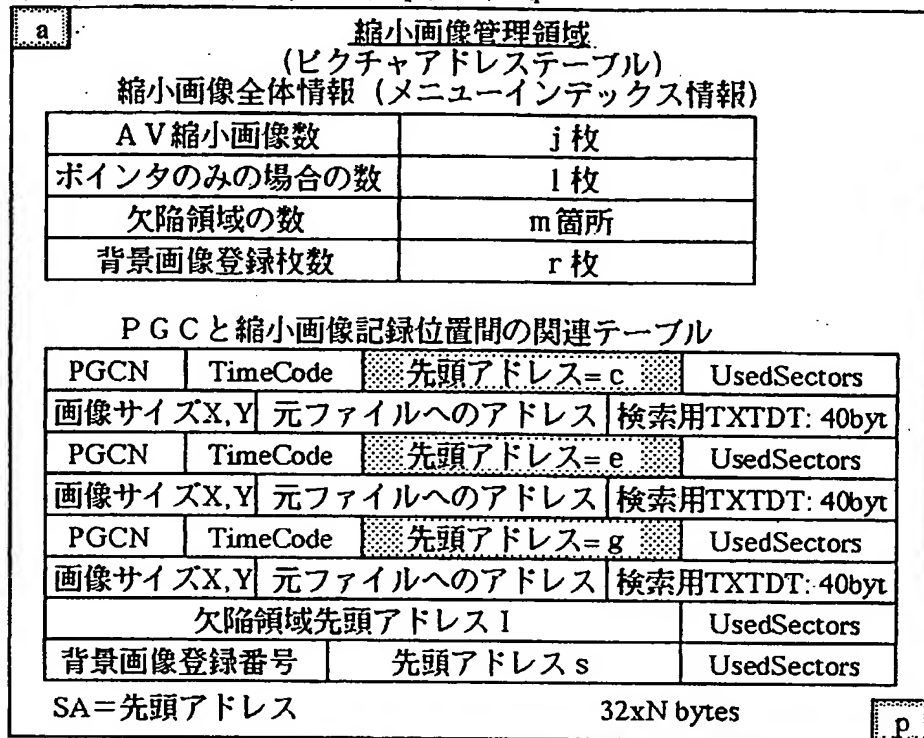 a
縮小画像管理領域
(ピクチャアドレステーブル)
縮小画像全体情報 (メニューインデックス情報)
AV縮小画像数 j枚
ポインタのみの場合の数 l枚
欠陥領域の数 m箇所
背景画像登録枚数 r枚
PGCと縮小画像記録位置間の関連テーブル
PGCN TimeCode 先頭アドレス=c UsedSectors
画像サイズX,Y 元ファイルへのアドレス 検索用TXTDT: 40byt
PGCN TimeCode 先頭アドレス=e UsedSectors
画像サイズX,Y 元ファイルへのアドレス 検索用TXTDT: 40byt
PGCN TimeCode 先頭アドレス=g UsedSectors
画像サイズX,Y 元ファイルへのアドレス 検索用TXTDT: 40byt
欠陥領域先頭アドレスI UsedSectors
背景画像登録番号 先頭アドレスs UsedSectors
SA=先頭アドレス 32xN bytes
p